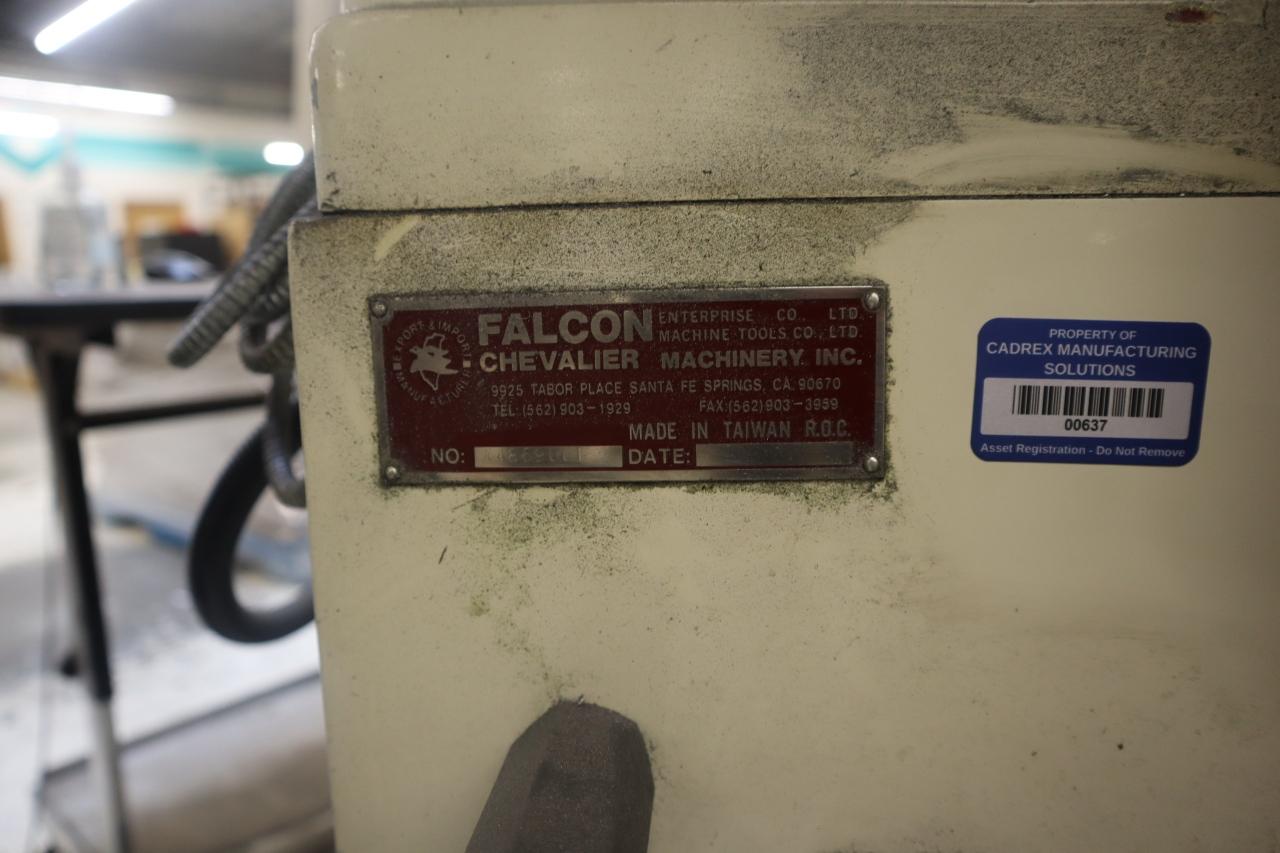 EXPORT & IMPORT
MANUFACTURE
FALCON
ENTERPRISE CO., LTD.
MACHINE TOOLS CO., LTD.
CHEVALIER MACHINERY INC.
9925 TABOR PLACE SANTA FE SPRINGS, CA. 90670
TEL:(562)903-1929 FAX:(562)903-3959
MADE IN TAIWAN R.O.C.
NO: DATE:
PROPERTY OF
CADREX MANUFACTURING
SOLUTIONS
00637
Asset Registration - Do Not Remove